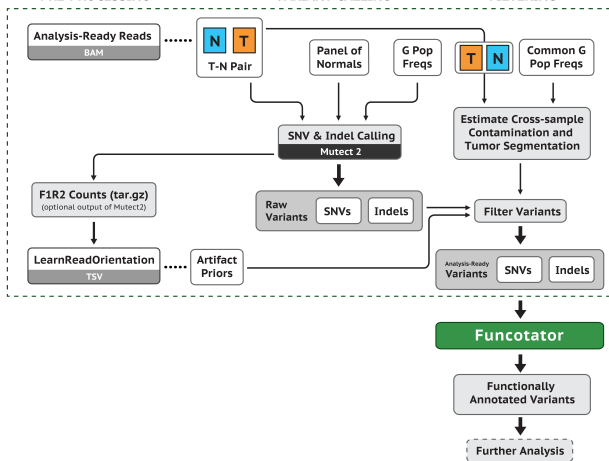 Analysis-Ready Reads
BAM
N T
T-N Pair
Panel of
Normals
G Pop
Freqs
T N
Common G
Pop Freqs
SNV & Indel Calling
Mutect 2
Estimate Cross-sample
Contamination and
Tumor Segmentation
F1R2 Counts (tar.gz)
(optional output of Mutect2)
Raw
Variants
SNVs
Indels
Filter Variants
LearnReadOrientation
TSV
Artifact
Priors
Analysis-Ready
Variants
SNVs
Indels
Funcotator
Functionally
Annotated Variants
Further Analysis